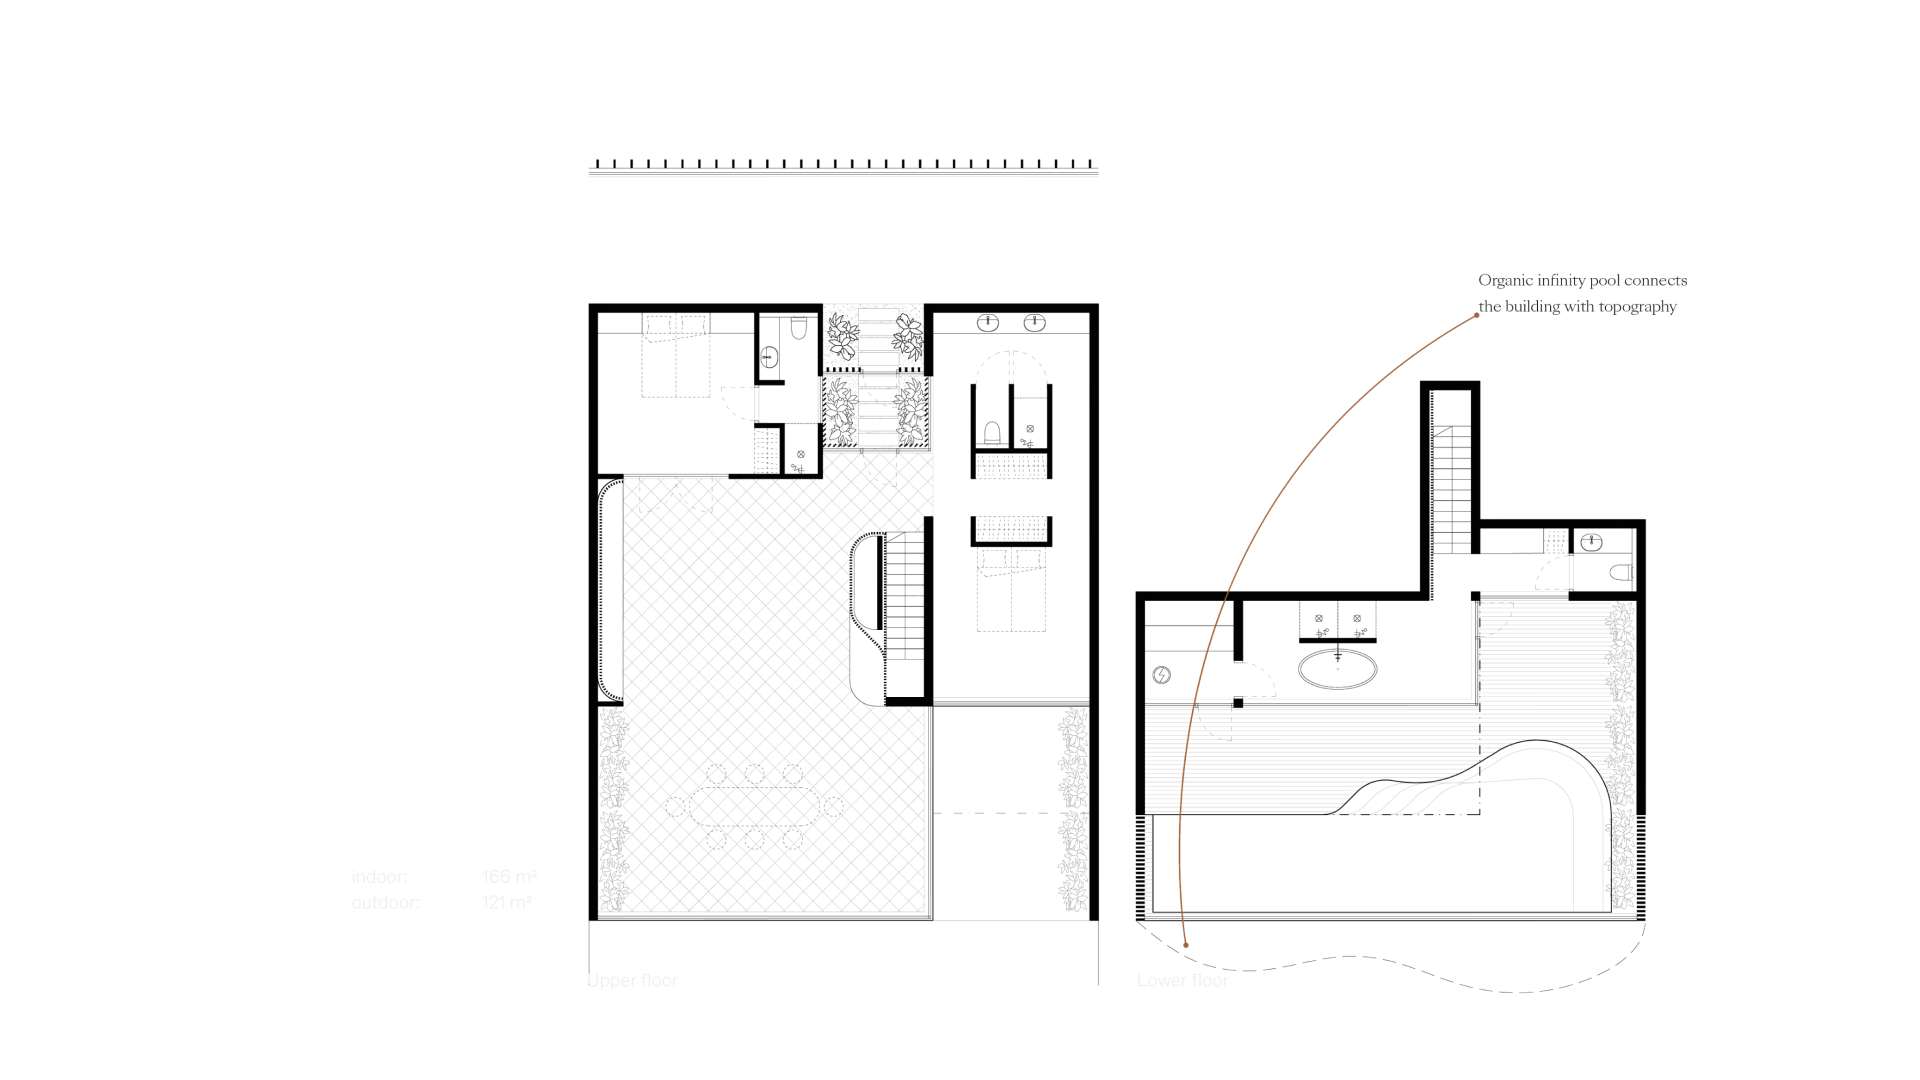 Organic infinity pool connects
the building with topography
indoor: 166 m²
outdoor: 121 m²
Upper floor
Lower floor